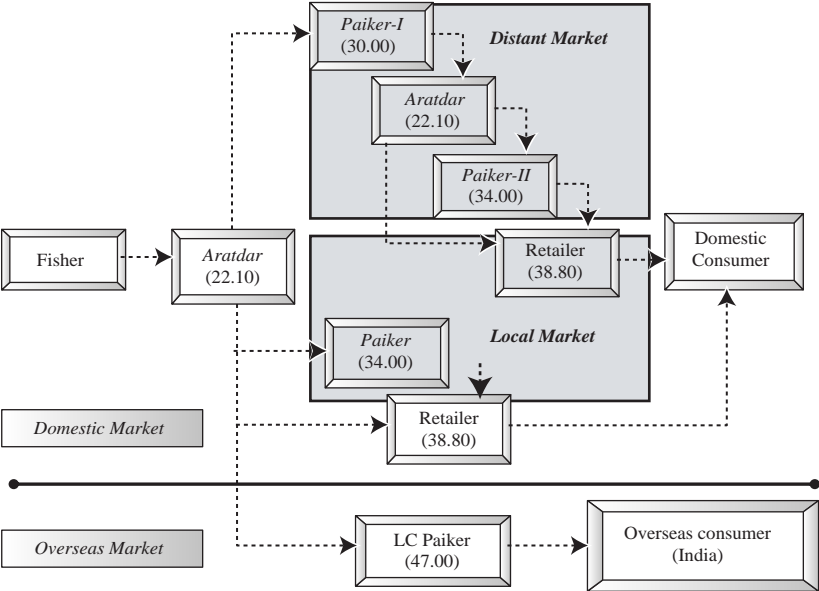 Paiker-I
(30.00)
Distant Market
Aratdar
(22.10)
Paiker-II
(34.00)
Fisher
Aratdar
(22.10)
Retailer
(38.80)
Domestic
Consumer
Paiker
(34.00)
Local Market
Retailer
(38.80)
Domestic Market
LC Paiker
(47.00)
Overseas consumer
(India)
Overseas Market